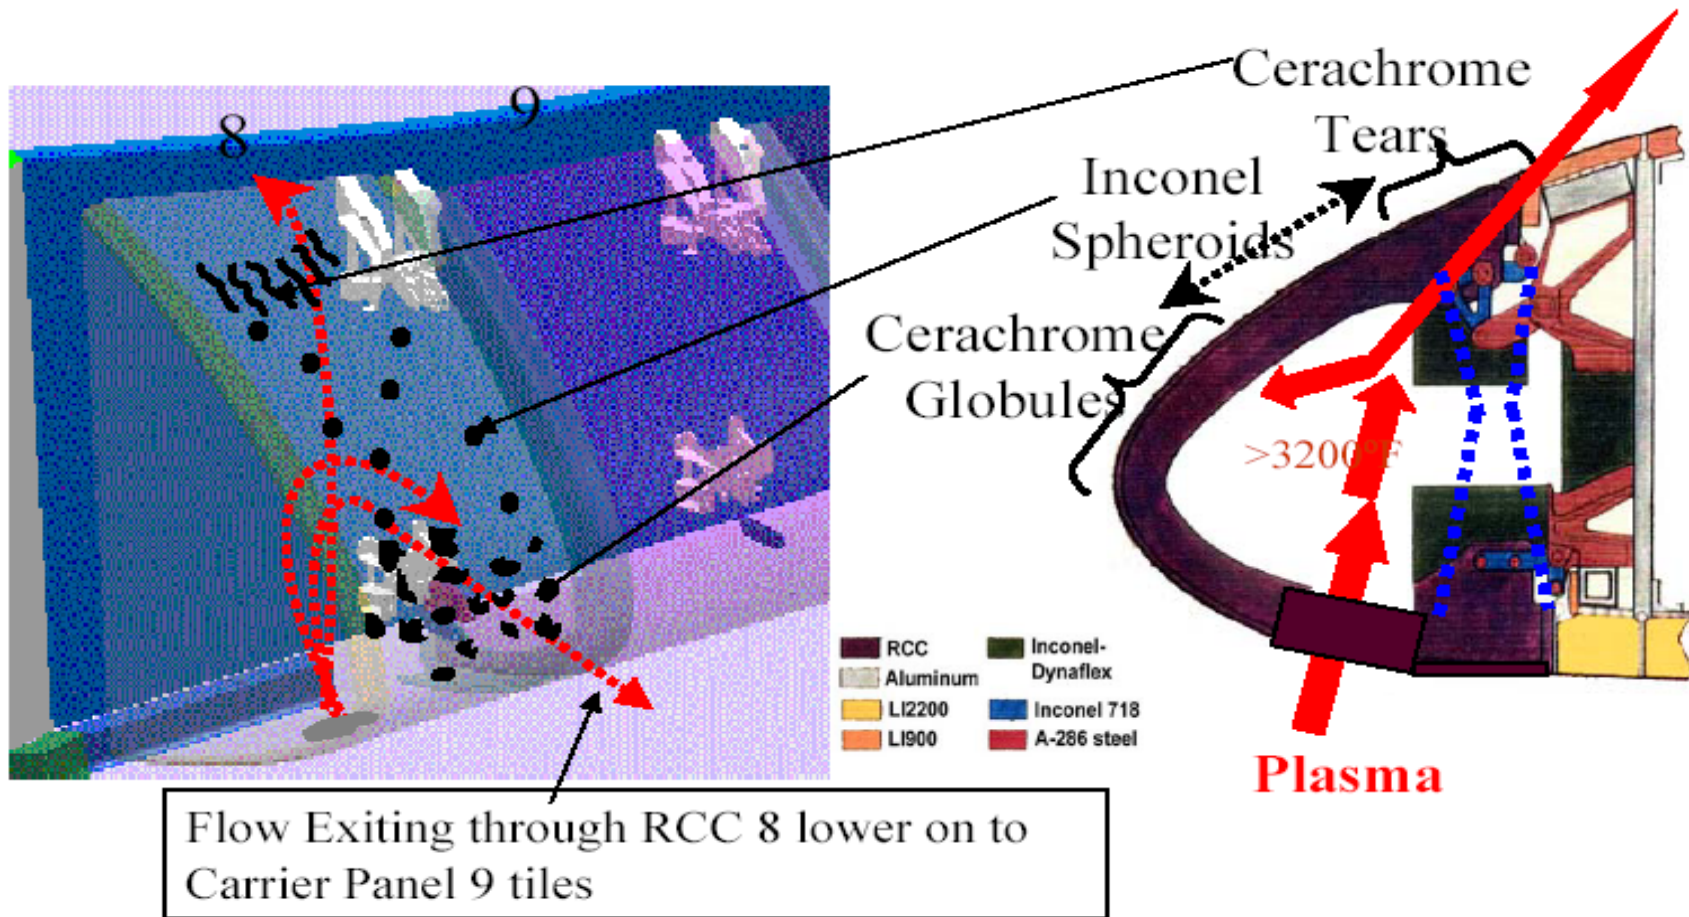 8
9
Cerachrome
Tears
Inconel
Spheroids
Cerachrome
Globules
>3200°F
RCC
Aluminum
LI2200
LI900
Inconel-
Dynaflex
Inconel 718
A-286 steel
Plasma
Flow Exiting through RCC 8 lower on to
Carrier Panel 9 tiles